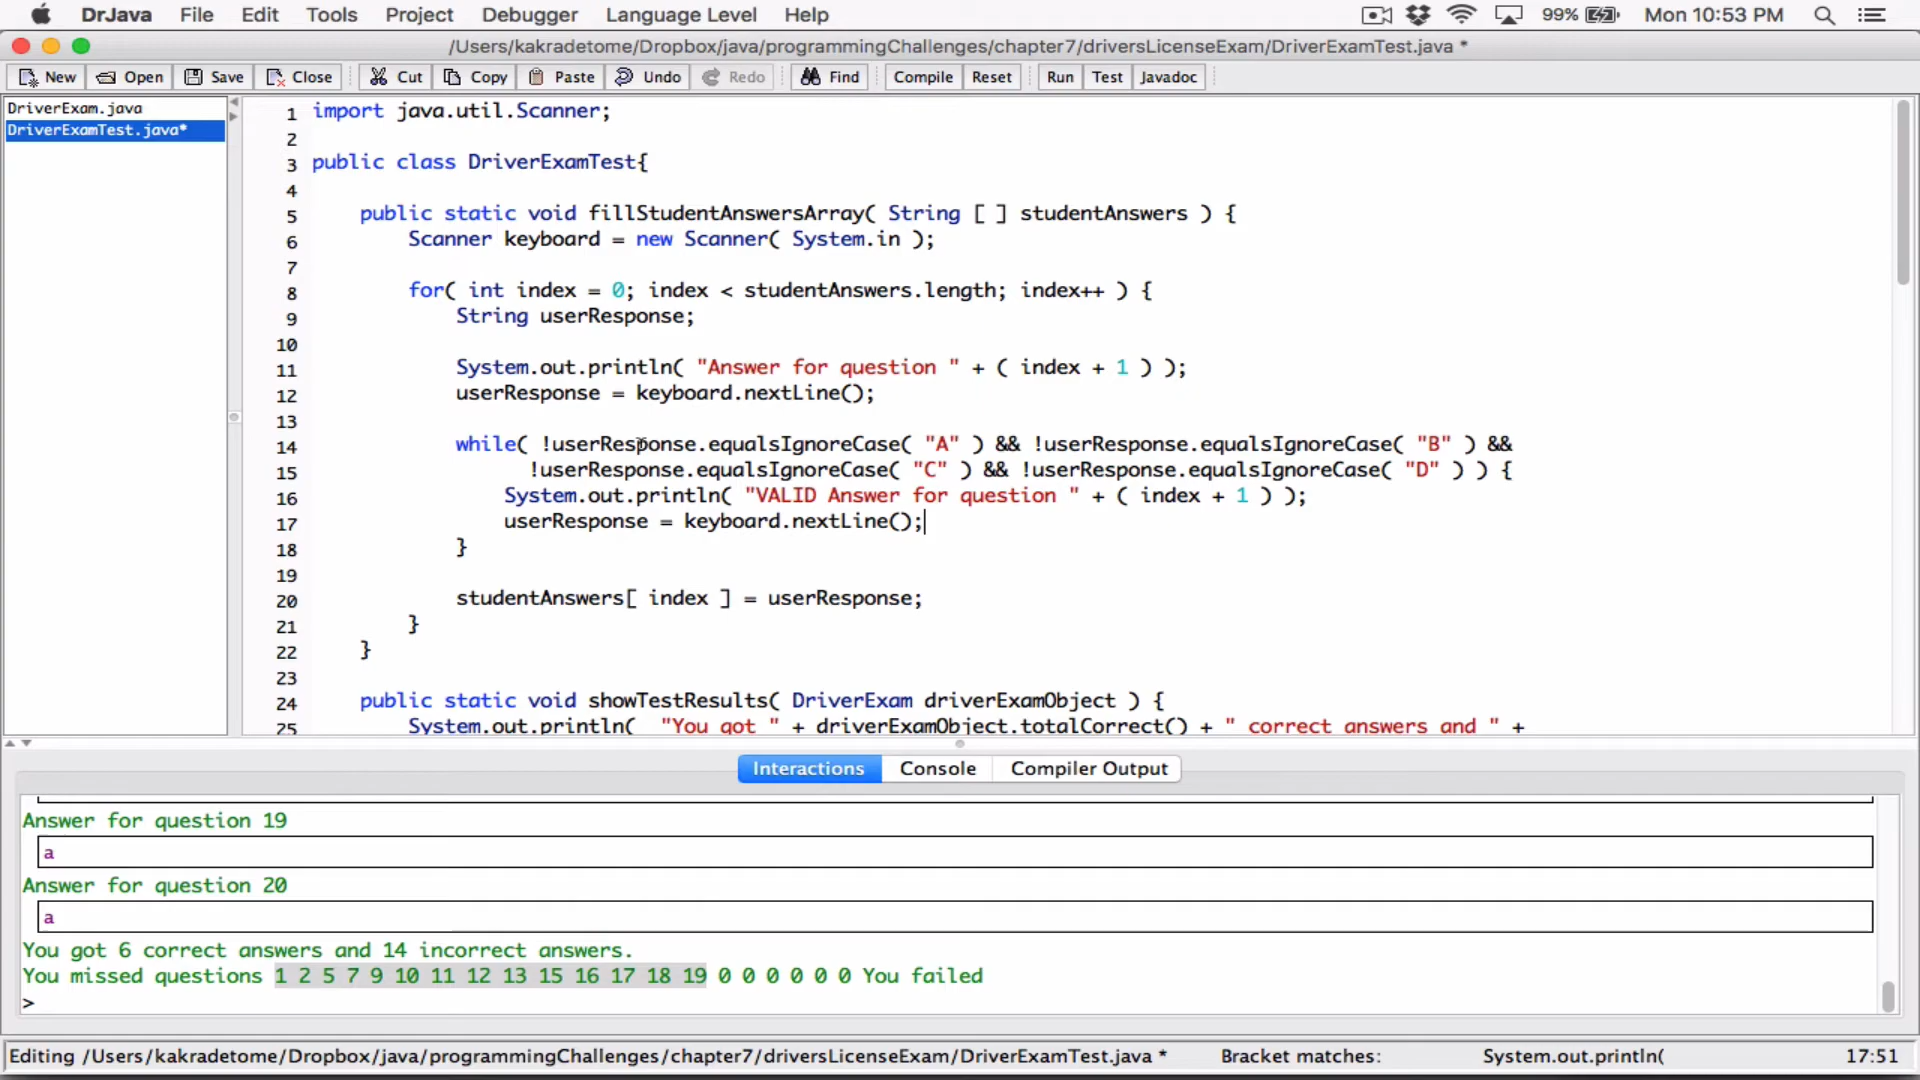 DrJava File Edit Tools Project Debugger Language Level Help 99% Mon 10:53 PM
/Users/kakradetome/Dropbox/java/programmingChallenges/chapter7/driversLicenseExam/DriverExamTest.java *
New Open Save Close Cut Copy Paste Undo Redo Find Compile Reset Run Test Javadoc
DriverExam.java
DriverExamTest.java*
1 import java.util.Scanner;
2
3 public class DriverExamTest{
4
5 public static void fillStudentAnswersArray( String [ ] studentAnswers ) {
6 Scanner keyboard = new Scanner( System.in );
7
8 for( int index = 0; index < studentAnswers.length; index++ ) {
9 String userResponse;
10
11 System.out.println( "Answer for question " + ( index + 1 ) );
12 userResponse = keyboard.nextLine();
13
14 while( !userResponse.equalsIgnoreCase( "A" ) && !userResponse.equalsIgnoreCase( "B" ) &&
15 !userResponse.equalsIgnoreCase( "C" ) && !userResponse.equalsIgnoreCase( "D" ) ) {
16 System.out.println( "VALID Answer for question " + ( index + 1 ) );
17 userResponse = keyboard.nextLine();
18 }
19
20 studentAnswers[ index ] = userResponse;
21 }
22 }
23
24 public static void showTestResults( DriverExam driverExamObject ) {
25 System.out.println(  "You got " + driverExamObject.totalCorrect() + " correct answers and " +
Interactions Console Compiler Output
Answer for question 19
a
Answer for question 20
a
You got 6 correct answers and 14 incorrect answers.
You missed questions 1 2 5 7 9 10 11 12 13 15 16 17 18 19 0 0 0 0 0 0 You failed
>
Editing /Users/kakradetome/Dropbox/java/programmingChallenges/chapter7/driversLicenseExam/DriverExamTest.java * Bracket matches: System.out.println( 17:51